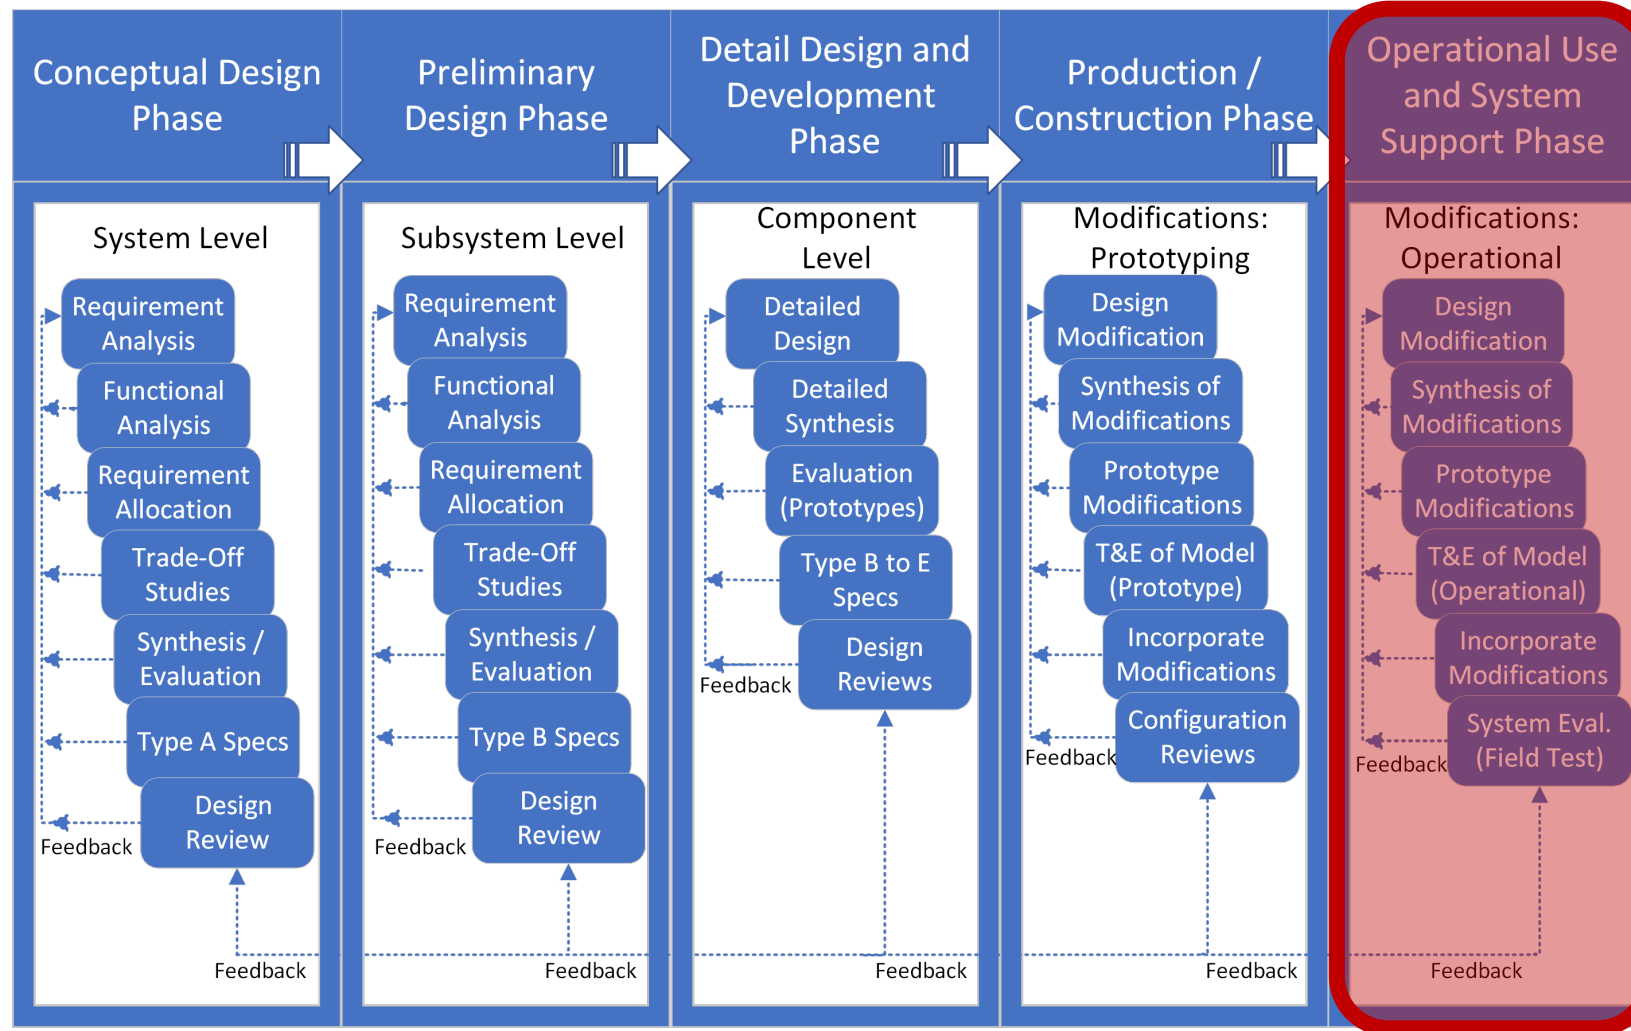 Conceptual Design
Phase
Preliminary
Design Phase
Detail Design and
Development
Phase
Production /
Construction Phase
Operational Use
and System
Support Phase
System Level
Requirement
Analysis
Functional
Analysis
Requirement
Allocation
Trade-Off
Studies
Synthesis /
Evaluation
Type A Specs
Design
Review
Feedback
Feedback
Subsystem Level
Requirement
Analysis
Functional
Analysis
Requirement
Allocation
Trade-Off
Studies
Synthesis /
Evaluation
Type B Specs
Design
Review
Feedback
Feedback
Component
Level
Detailed
Design
Detailed
Synthesis
Evaluation
(Prototypes)
Type B to E
Specs
Design
Reviews
Feedback
Feedback
Modifications:
Prototyping
Design
Modification
Synthesis of
Modifications
Prototype
Modifications
T&E of Model
(Prototype)
Incorporate
Modifications
Configuration
Reviews
Feedback
Feedback
Modifications:
Operational
Design
Modification
Synthesis of
Modifications
Prototype
Modifications
T&E of Model
(Operational)
Incorporate
Modifications
System Eval.
(Field Test)
Feedback
Feedback